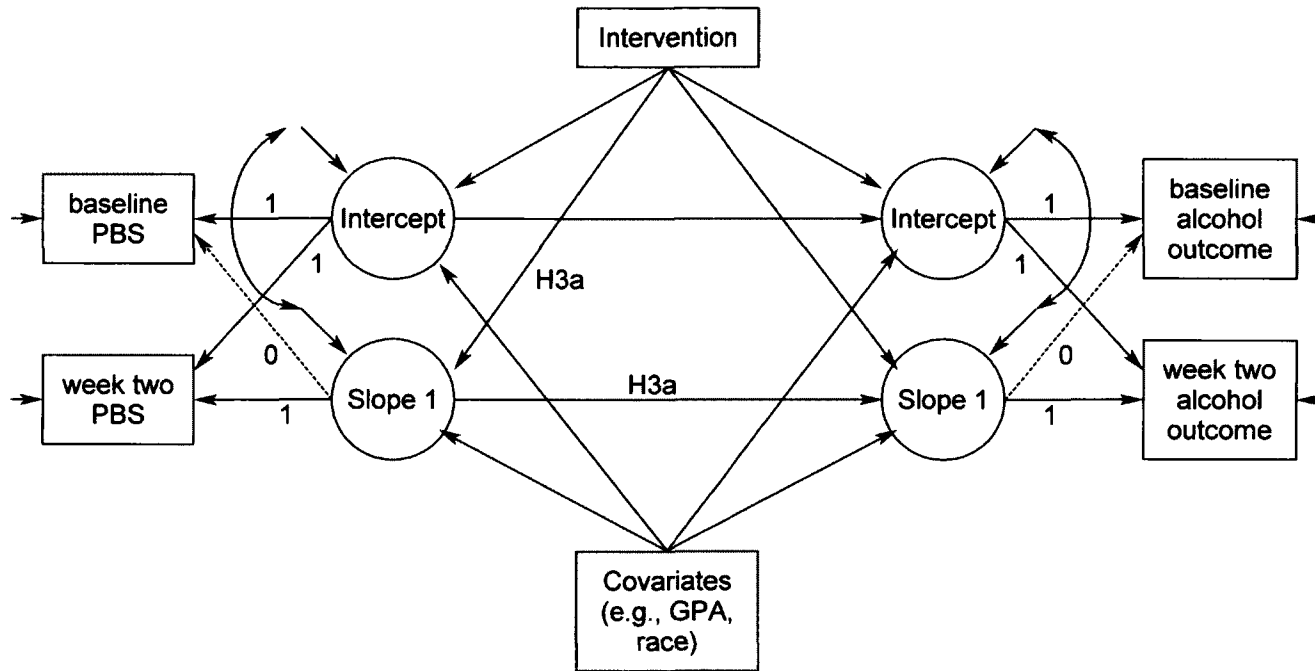 Intervention
baseline
PBS
1
Intercept
Intercept
1
baseline
alcohol
outcome
1
H3a
1
week two
PBS
0
1
Slope 1
H3a
Slope 1
0
1
week two
alcohol
outcome
Covariates
(e.g., GPA,
race)